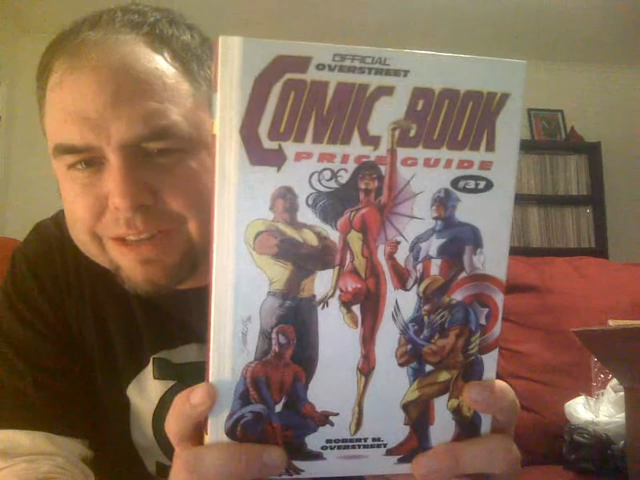 OFFICIAL
OVERSTREET
COMIC BOOK
PRICE GUIDE
#37
ROBERT M.
OVERSTREET